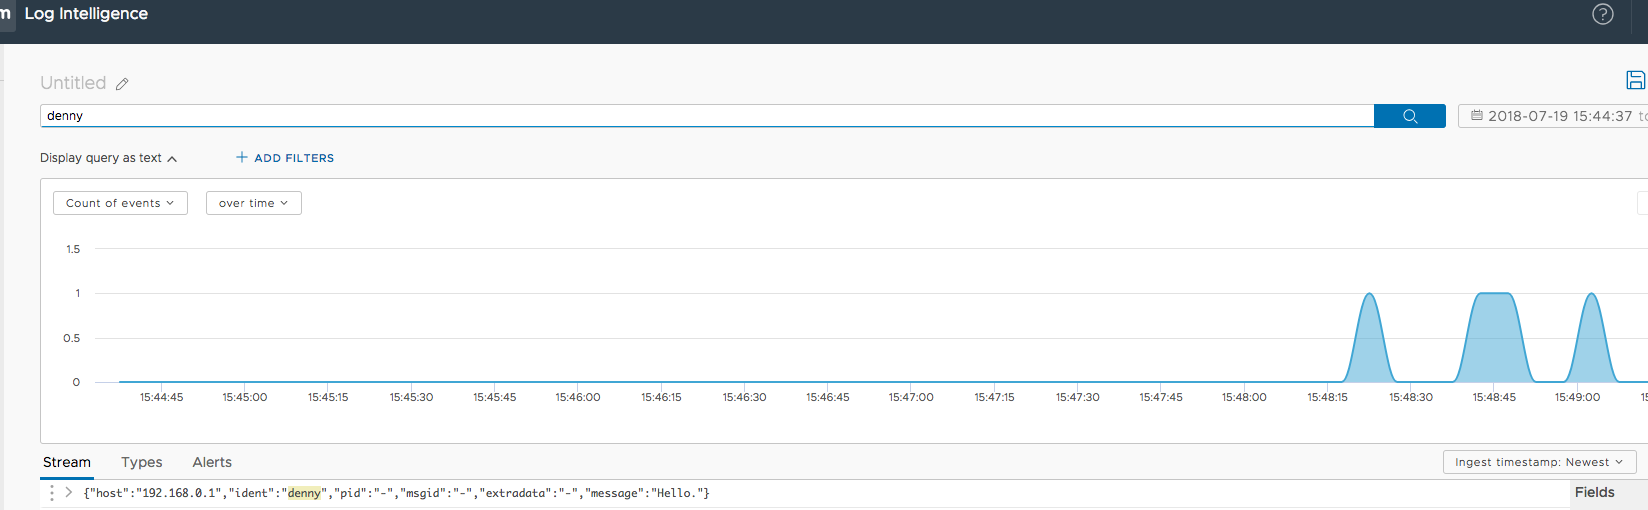 m Log Intelligence
Untitled
denny
2018-07-19 15:44:37 to
Display query as text + ADD FILTERS
Count of events over time
1.5
1
0.5
0
15:44:45 15:45:00 15:45:15 15:45:30 15:45:45 15:46:00 15:46:15 15:46:30 15:46:45 15:47:00 15:47:15 15:47:30 15:47:45 15:48:00 15:48:15 15:48:30 15:48:45 15:49:00
Stream Types Alerts Ingest timestamp: Newest
{"host":"192.168.0.1","ident":"denny","pid":"-","msgid":"-","extradata":"-","message":"Hello."} Fields